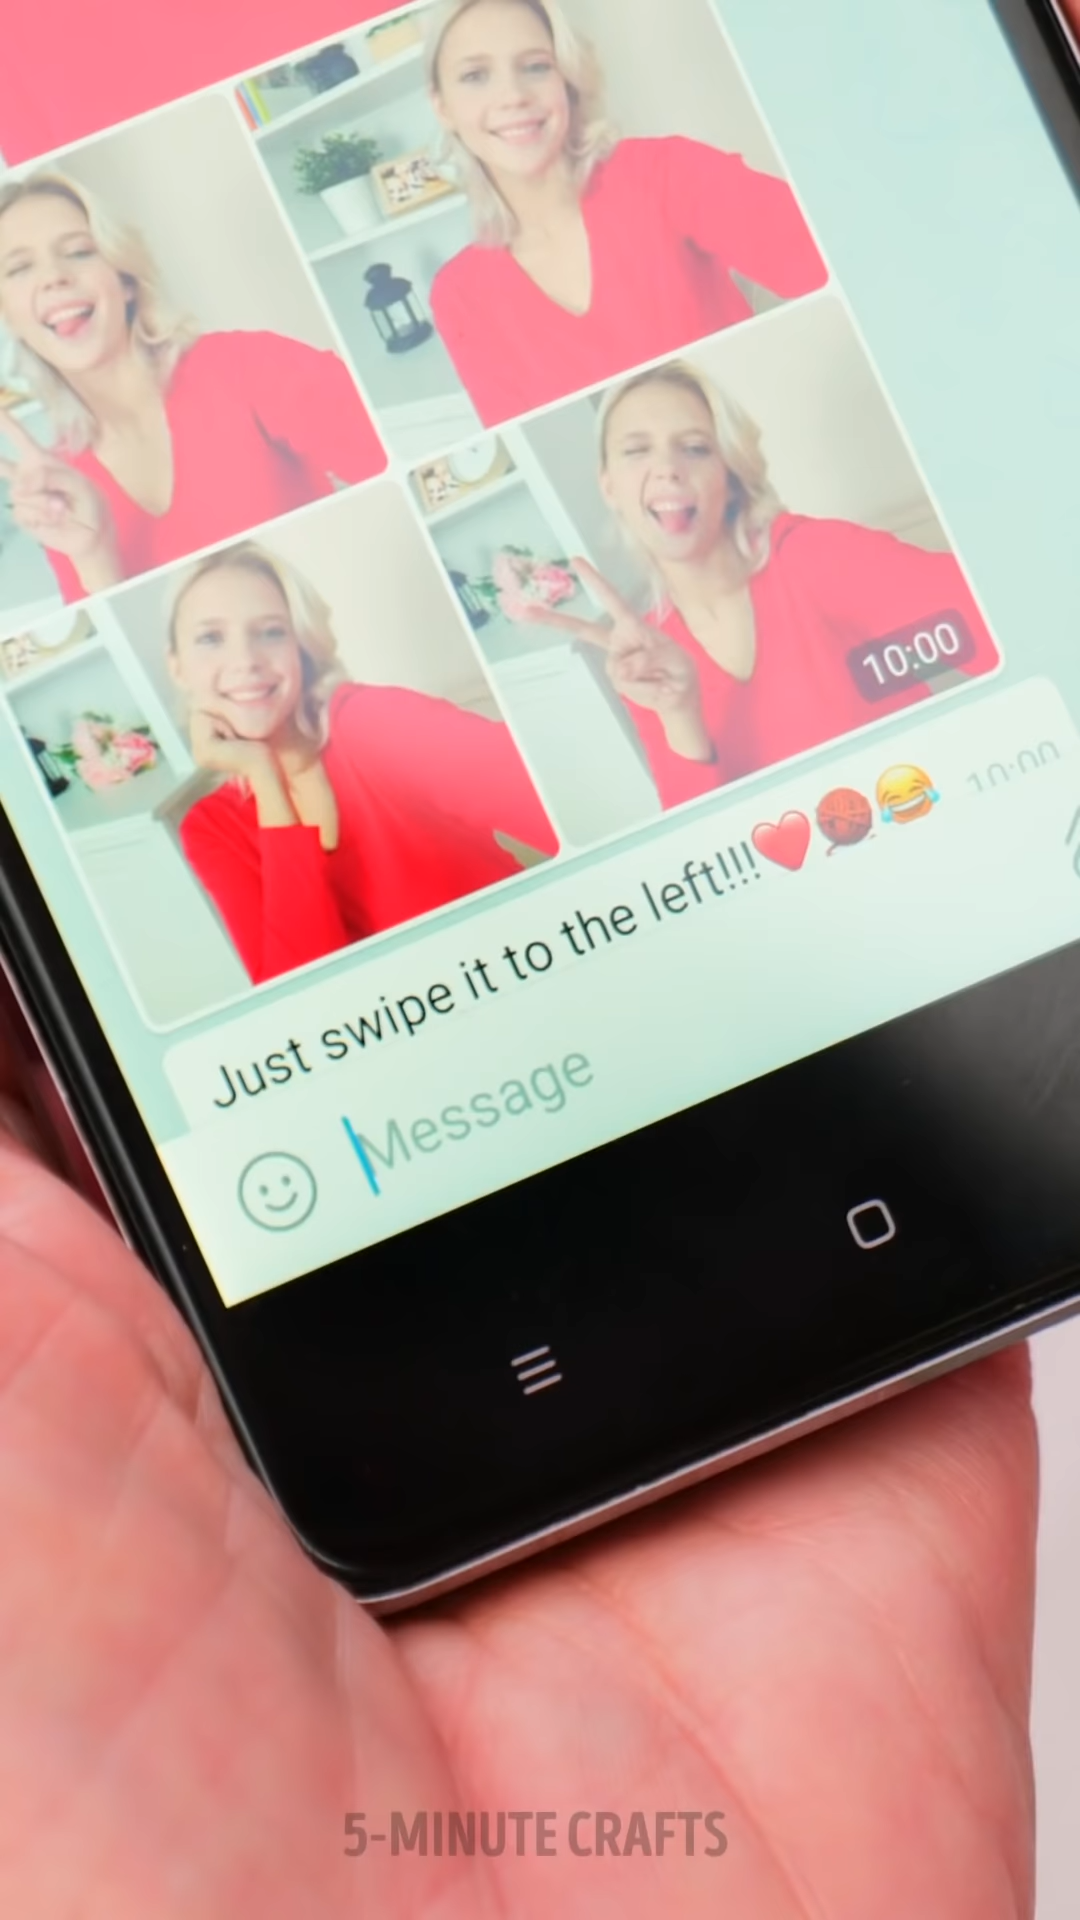 10:00
Just swipe it to the left!!!❤️🧶😂 10:00
Message
5-MINUTE CRAFTS